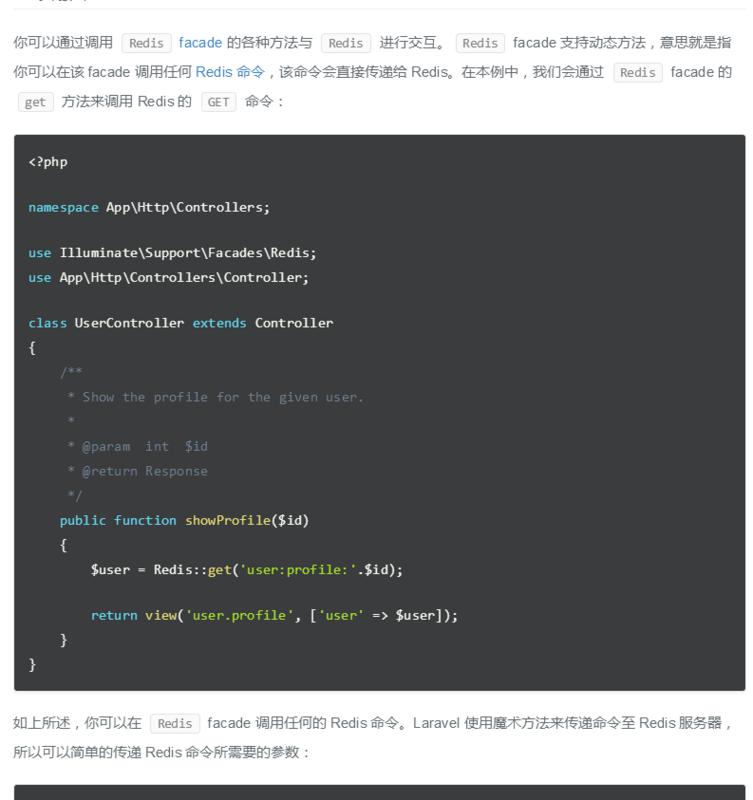 你可以通过调用 Redis facade 的各种方法与 Redis 进行交互。 Redis facade 支持动态方法，意思就是指
你可以在该 facade 调用任何 Redis 命令，该命令会直接传递给 Redis。在本例中，我们会通过 Redis facade 的
get 方法来调用 Redis 的 GET 命令：
<?php
namespace App\Http\Controllers;
use Illuminate\Support\Facades\Redis;
use App\Http\Controllers\Controller;
class UserController extends Controller
{
    /**
     * Show the profile for the given user.
     *
     * @param  int  $id
     * @return Response
     */
    public function showProfile($id)
    {
        $user = Redis::get('user:profile:'.$id);
        return view('user.profile', ['user' => $user]);
    }
}
如上所述，你可以在 Redis facade 调用任何的 Redis 命令。Laravel 使用魔术方法来传递命令至 Redis 服务器，
所以可以简单的传递 Redis 命令所需要的参数：